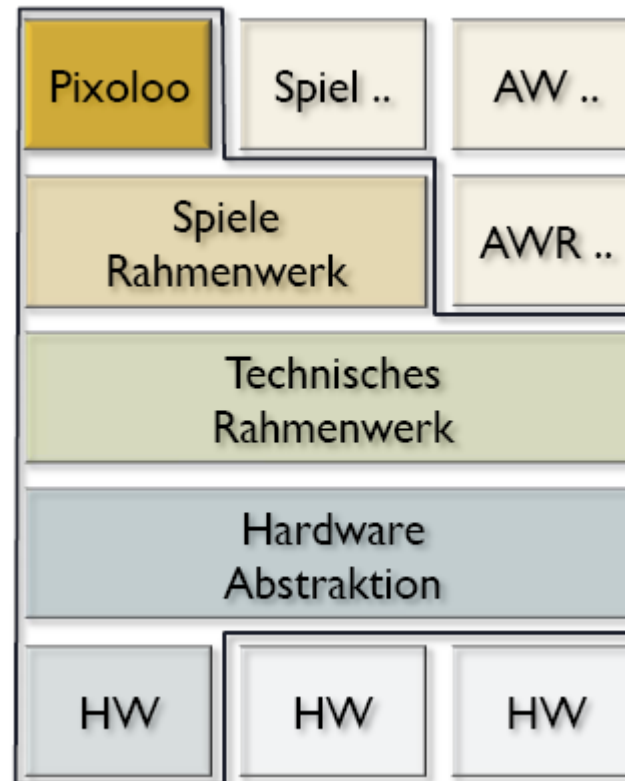 Pixoloo
Spiel ..
AW ..
Spiele
Rahmenwerk
AWR ..
Technisches
Rahmenwerk
Hardware
Abstraktion
HW
HW
HW